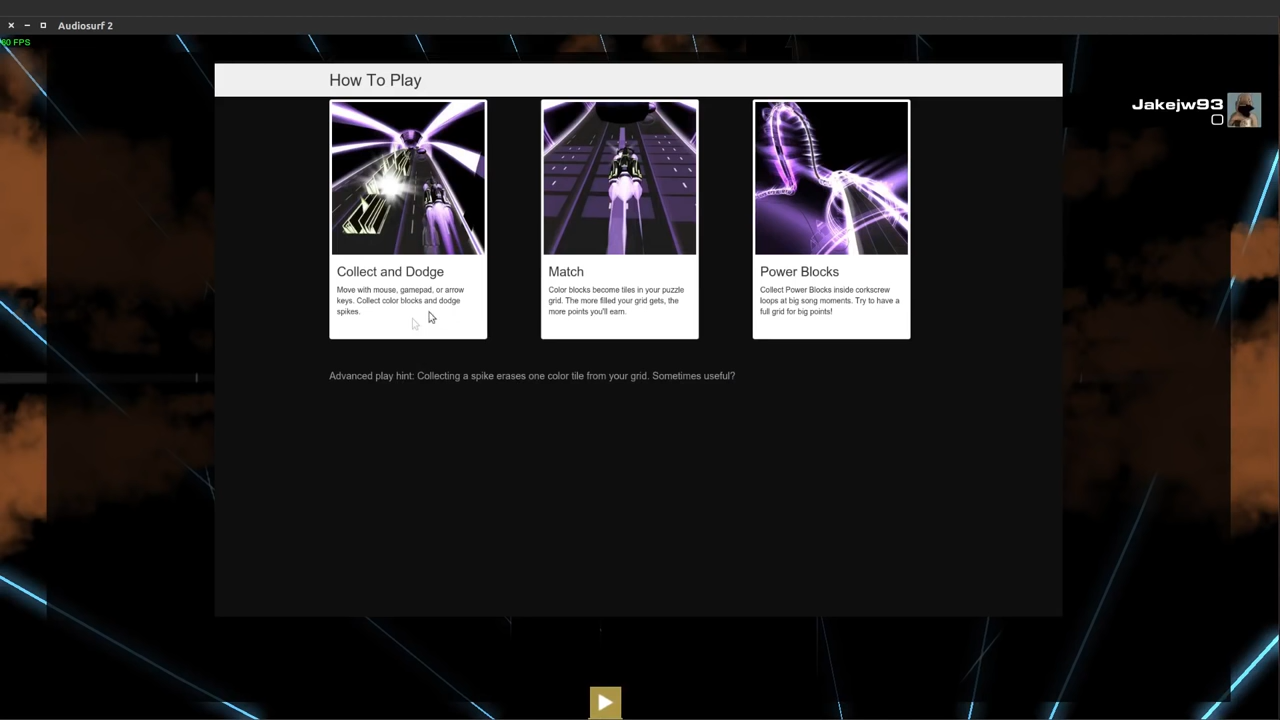 Audiosurf 2
60 FPS
How To Play
Jakejw93
Collect and Dodge
Move with mouse, gamepad, or arrow
keys. Collect color blocks and dodge
spikes.
Match
Color blocks become tiles in your puzzle
grid. The more filled your grid gets, the
more points you'll earn.
Power Blocks
Collect Power Blocks inside corkscrew
loops at big song moments. Try to have a
full grid for big points!
Advanced play hint: Collecting a spike erases one color tile from your grid. Sometimes useful?